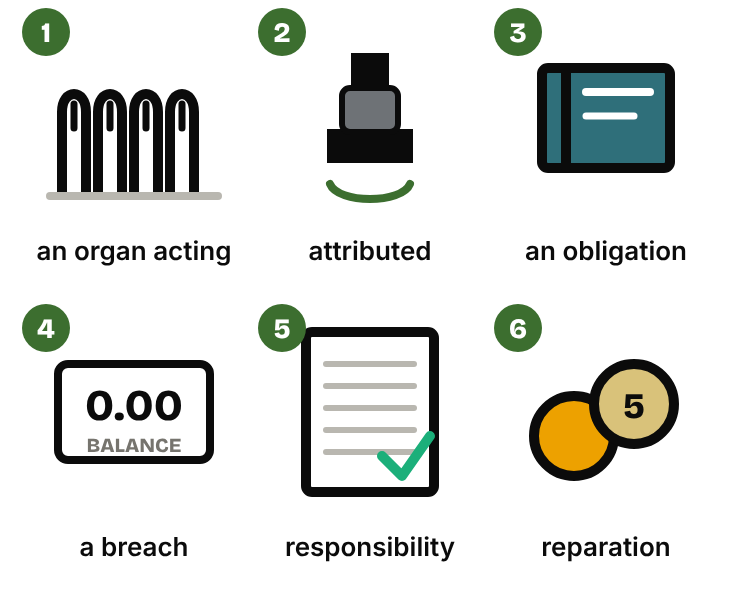 1
2
3
an organ acting
attributed
an obligation
4
5
6
0.00
BALANCE
5
a breach
responsibility
reparation